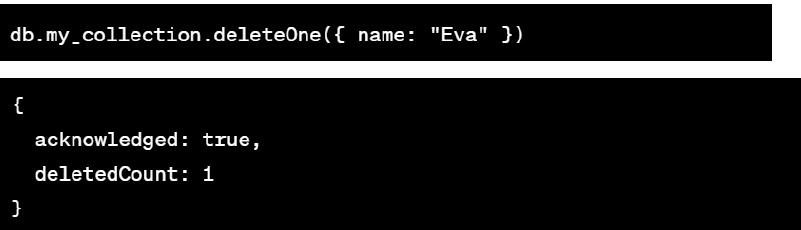 db.my_collection.deleteOne({ name: "Eva" })
{
  acknowledged: true,
  deletedCount: 1
}